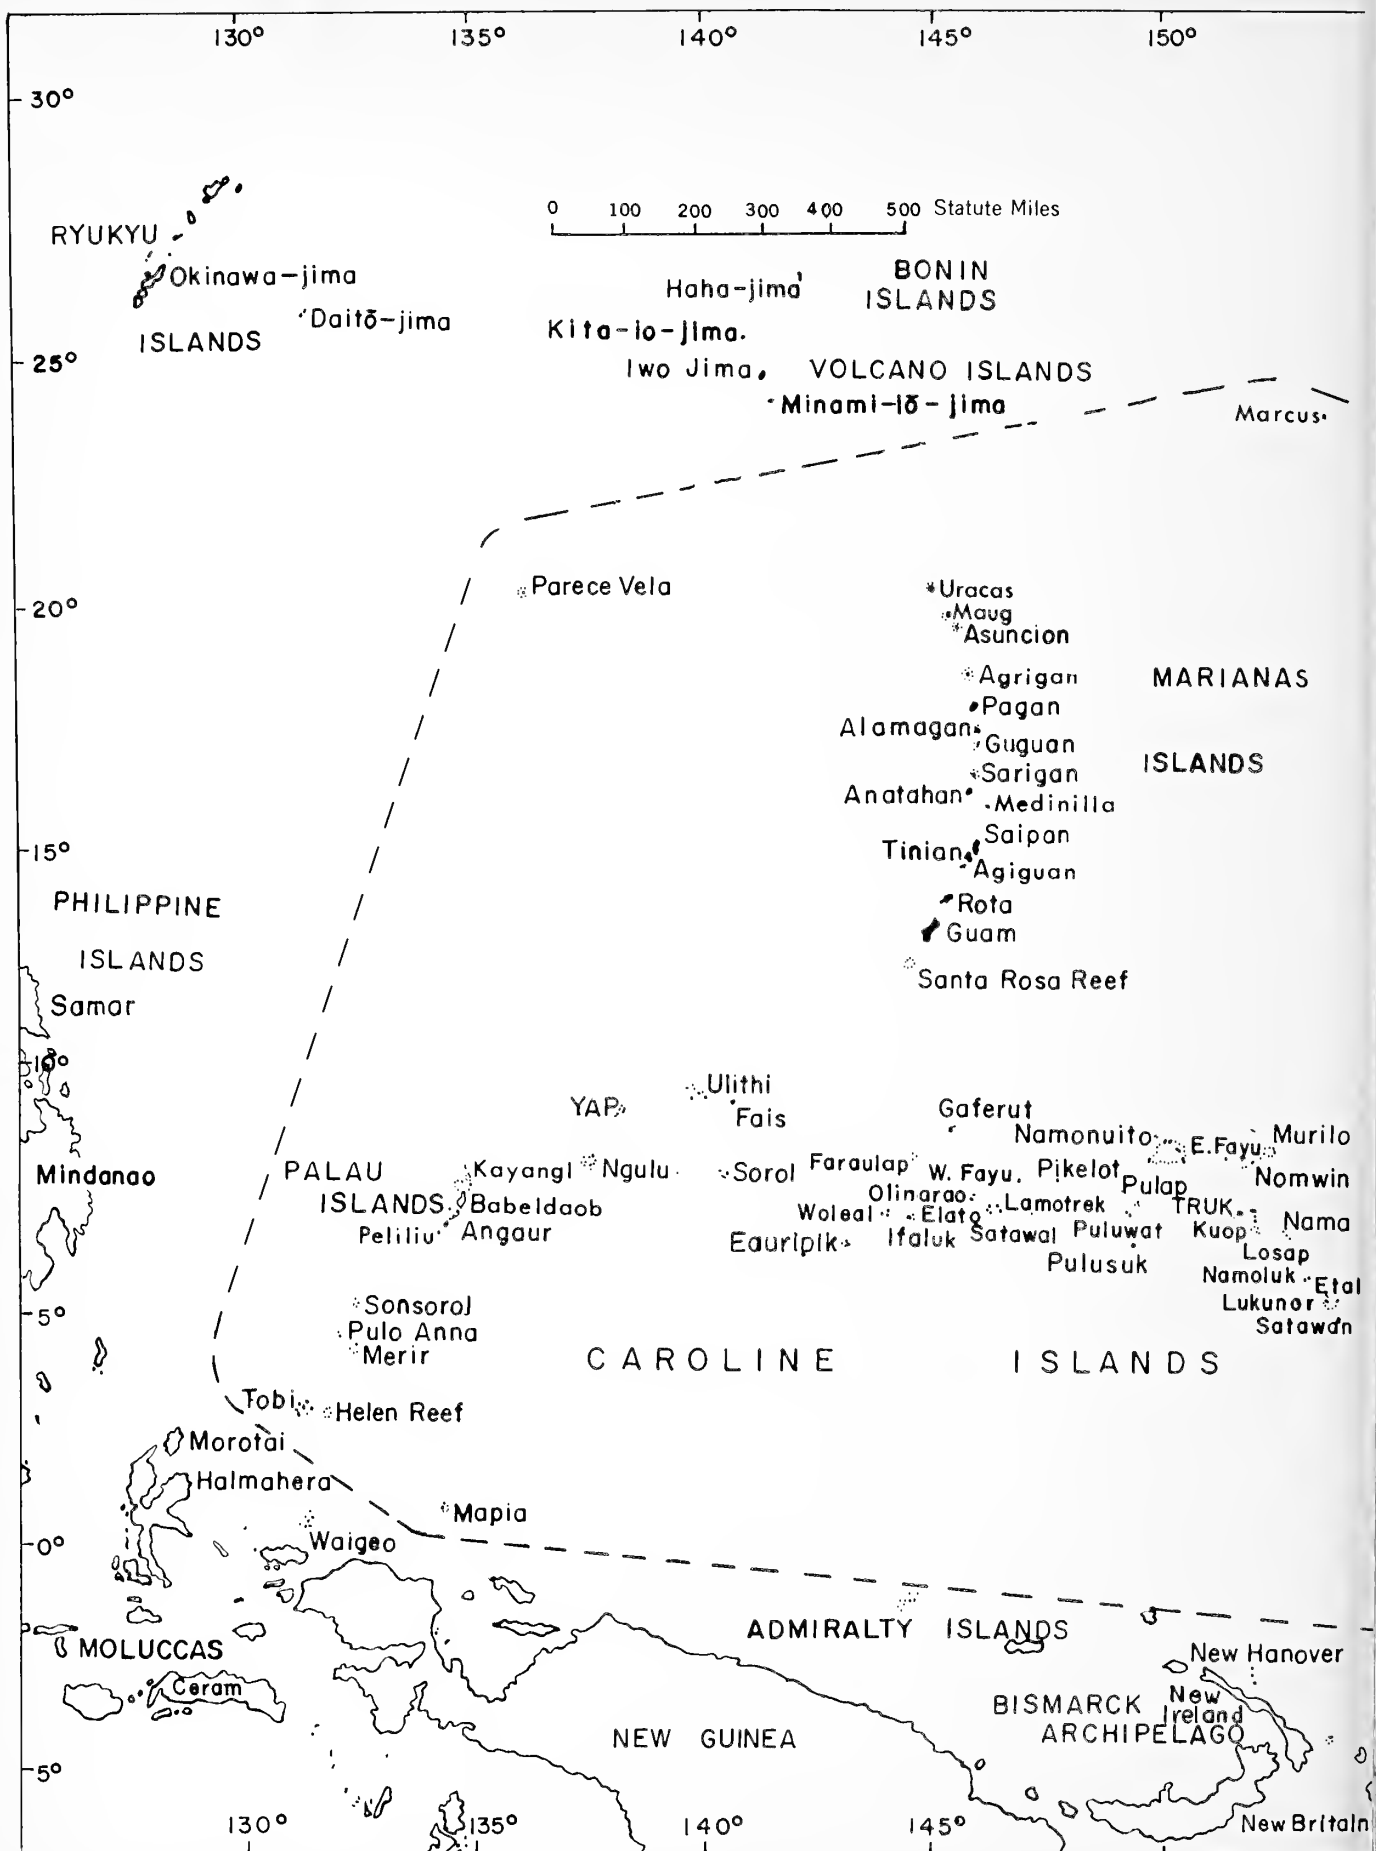 130° 135° 140° 145° 150°
30°
0 100 200 300 400 500 Statute Miles
RYUKYU
Okinawa-jima
Daitō-jima
ISLANDS
Haha-jima
BONIN
ISLANDS
Kita-io-jima
25°
Iwo Jima
VOLCANO ISLANDS
Minami-iō-jima
Marcus
Parece Vela
20°
Uracas
Maug
Asuncion
Agrigan
MARIANAS
Pagan
Alamagan
Guguan
ISLANDS
Sarigan
Anatahan
Medinilla
Saipan
15°
Tinian
Agiguan
PHILIPPINE
Rota
Guam
ISLANDS
Santa Rosa Reef
Samar
10°
Ulithi
YAP
Fais
Gaferut
Namonuito
E. Fayu
Murilo
Mindanao
PALAU
Kayangl
Ngulu
Sorol
Faraulap
W. Fayu
Pikelot
Pulap
Nomwin
ISLANDS
Babeldaob
Olinarao
Lamotrek
TRUK
Woleal
Elato
Nama
Peliliu
Angaur
Eauripik
Ifaluk
Satawal
Puluwat
Kuop
Losap
Pulusuk
Namoluk
Etal
Sonsorol
5°
Lukunor
Pulo Anna
Satawan
Merir
CAROLINE ISLANDS
Tobi
Helen Reef
Morotai
Halmahera
Mapia
0°
Waigeo
ADMIRALTY ISLANDS
MOLUCCAS
New Hanover
Ceram
BISMARCK
New
Ireland
ARCHIPELAGO
NEW GUINEA
5°
New Britain
130° 135° 140° 145°